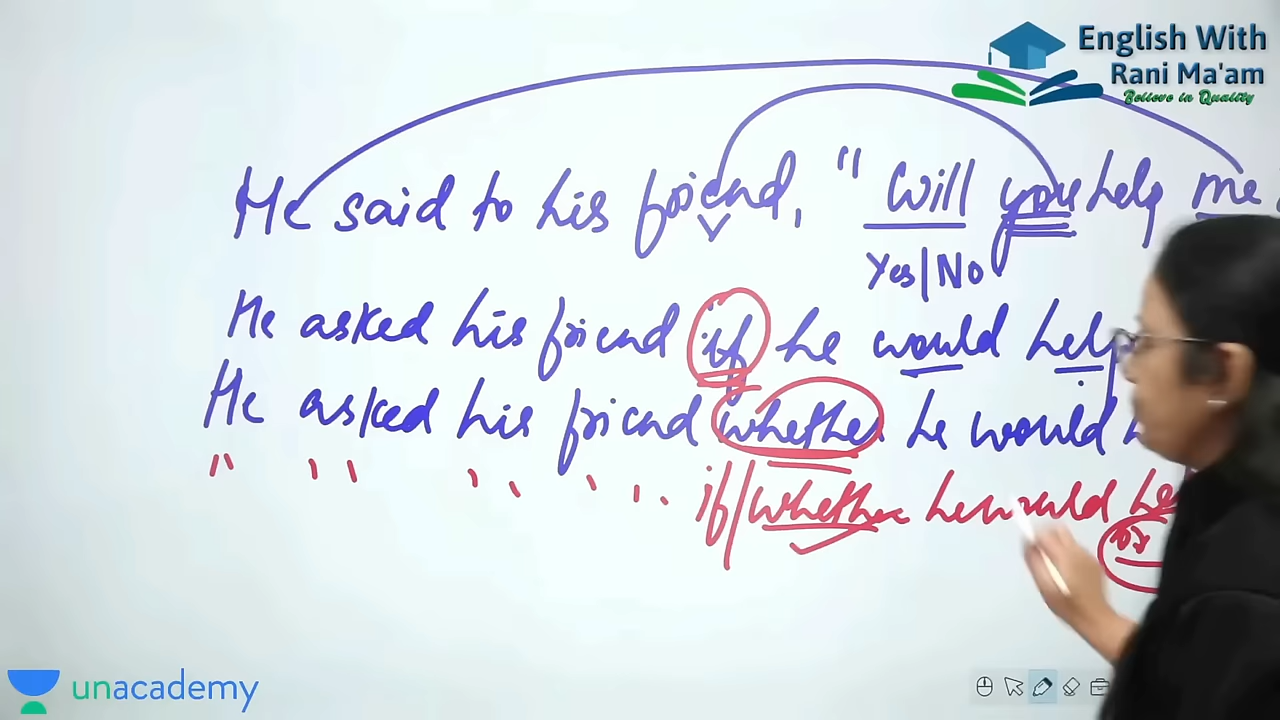 English With
Rani Ma'am
Believe in Quality
He said to his friend, " Will you help me
Yes/No
He asked his friend if he would help
He asked his friend whether he would h
" " " " " if/whether he would he
or
unacademy